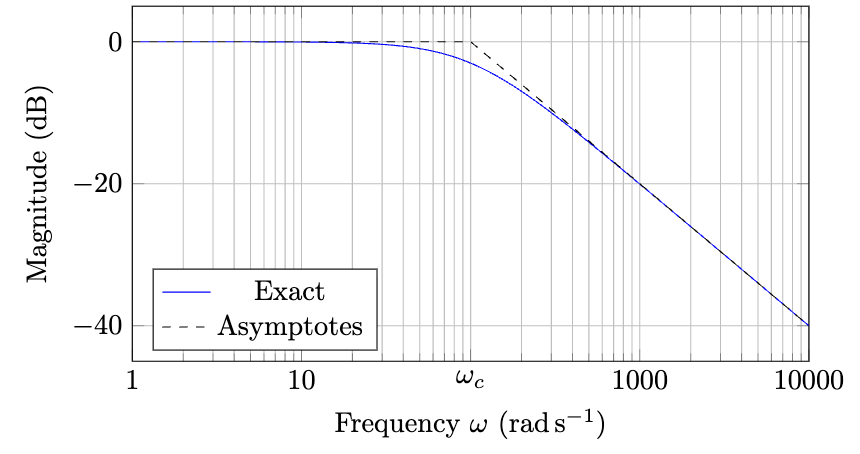 Magnitude (dB)
0
−20
−40
Exact
Asymptotes
1
10
ω_c
1000
10000
Frequency ω (rad s⁻¹)